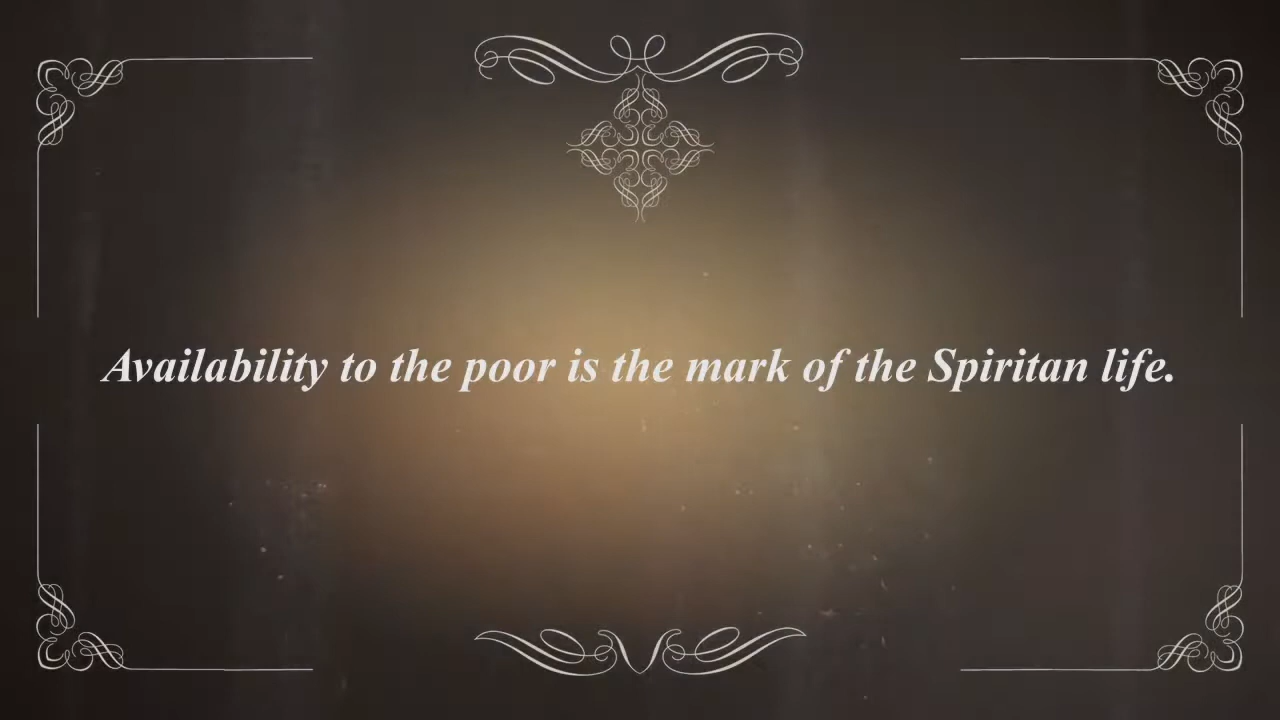 Availability to the poor is the mark of the Spiritan life.